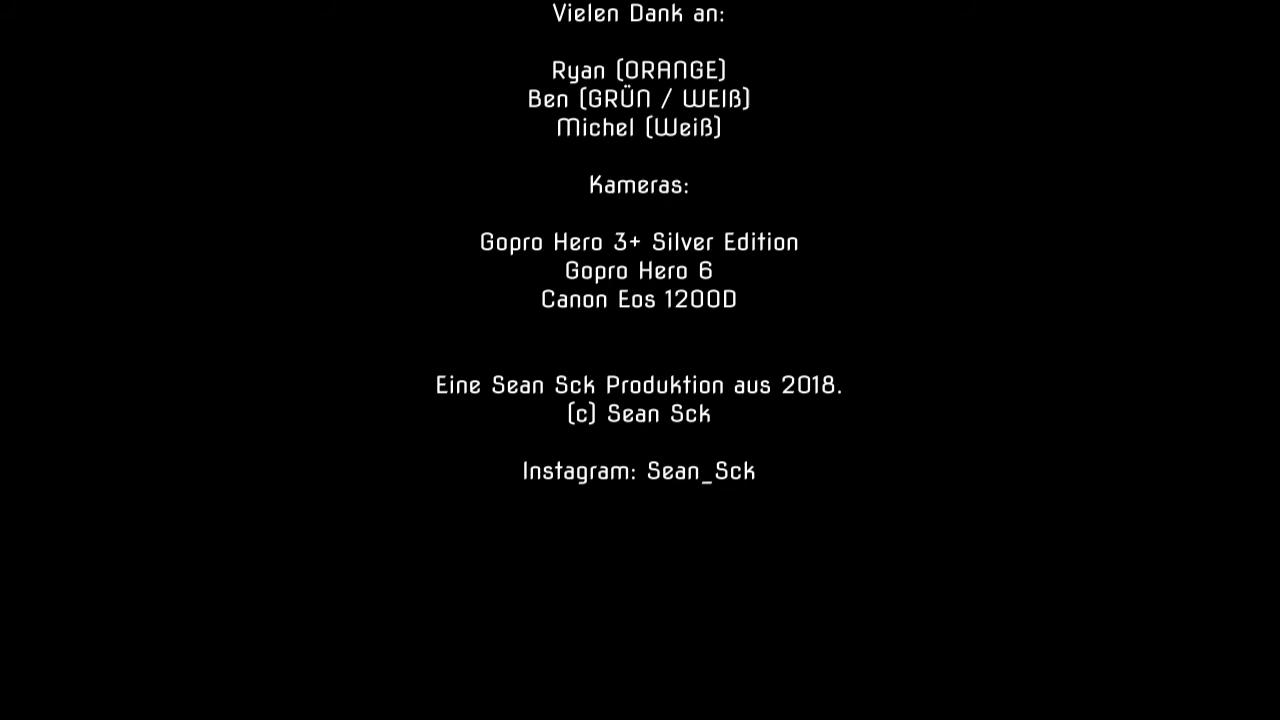 Vielen Dank an:
Ryan (ORANGE)
Ben (GRÜN / WEIß)
Michel (Weiß)
Kameras:
Gopro Hero 3+ Silver Edition
Gopro Hero 6
Canon Eos 1200D
Eine Sean Sck Produktion aus 2018.
(c) Sean Sck
Instagram: Sean_Sck